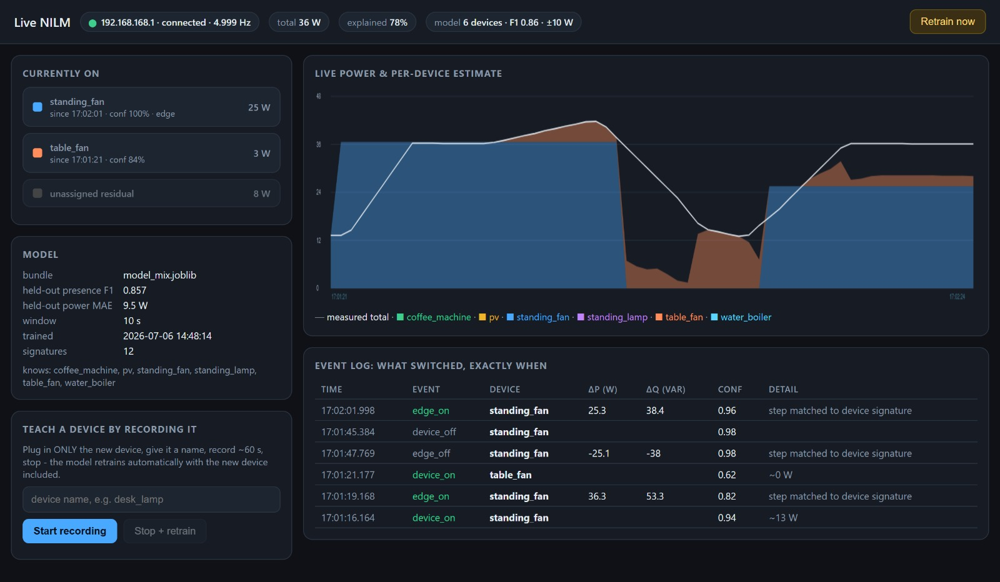 Live NILM
192.168.168.1 · connected · 4.999 Hz
total 36 W
explained 78%
model 6 devices · F1 0.86 · ±10 W
Retrain now
CURRENTLY ON
standing_fan
since 17:02:01 · conf 100% · edge
25 W
table_fan
since 17:01:21 · conf 84%
3 W
unassigned residual
8 W
MODEL
bundle model_mix.joblib
held-out presence F1 0.857
held-out power MAE 9.5 W
window 10 s
trained 2026-07-06 14:48:14
signatures 12
knows: coffee_machine, pv, standing_fan, standing_lamp,
table_fan, water_boiler
TEACH A DEVICE BY RECORDING IT
Plug in ONLY the new device, give it a name, record ~60 s,
stop - the model retrains automatically with the new device
included.
device name, e.g. desk_lamp
Start recording
Stop + retrain
LIVE POWER & PER-DEVICE ESTIMATE
48
36
24
12
0
17:01:21
17:02:24
measured total · coffee_machine · pv · standing_fan · standing_lamp · table_fan · water_boiler
EVENT LOG: WHAT SWITCHED, EXACTLY WHEN
TIME EVENT DEVICE ΔP (W) ΔQ (VAR) CONF DETAIL
17:02:01.998 edge_on standing_fan 25.3 38.4 0.96 step matched to device signature
17:01:45.384 device_off standing_fan 0.98
17:01:47.769 edge_off standing_fan -25.1 -38 0.98 step matched to device signature
17:01:21.177 device_on table_fan 0.62 ~0 W
17:01:19.168 edge_on standing_fan 36.3 53.3 0.82 step matched to device signature
17:01:16.164 device_on standing_fan 0.94 ~13 W